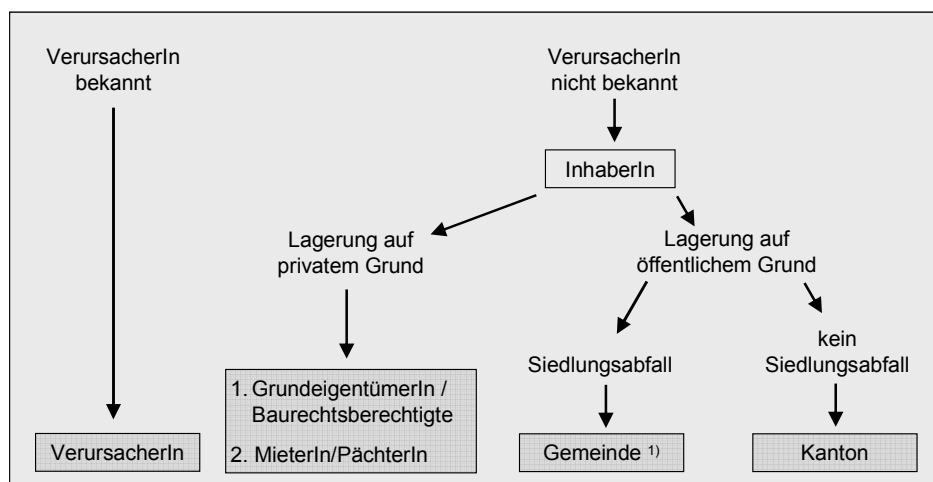 VerursacherIn
bekannt
VerursacherIn
nicht bekannt
InhaberIn
Lagerung auf
privatem Grund
Lagerung auf
öffentlichem Grund
Siedlungsabfall
kein
Siedlungsabfall
VerursacherIn
1. GrundeigentümerIn /
Baurechtsberechtigte
2. MieterIn/PächterIn
Gemeinde 1)
Kanton